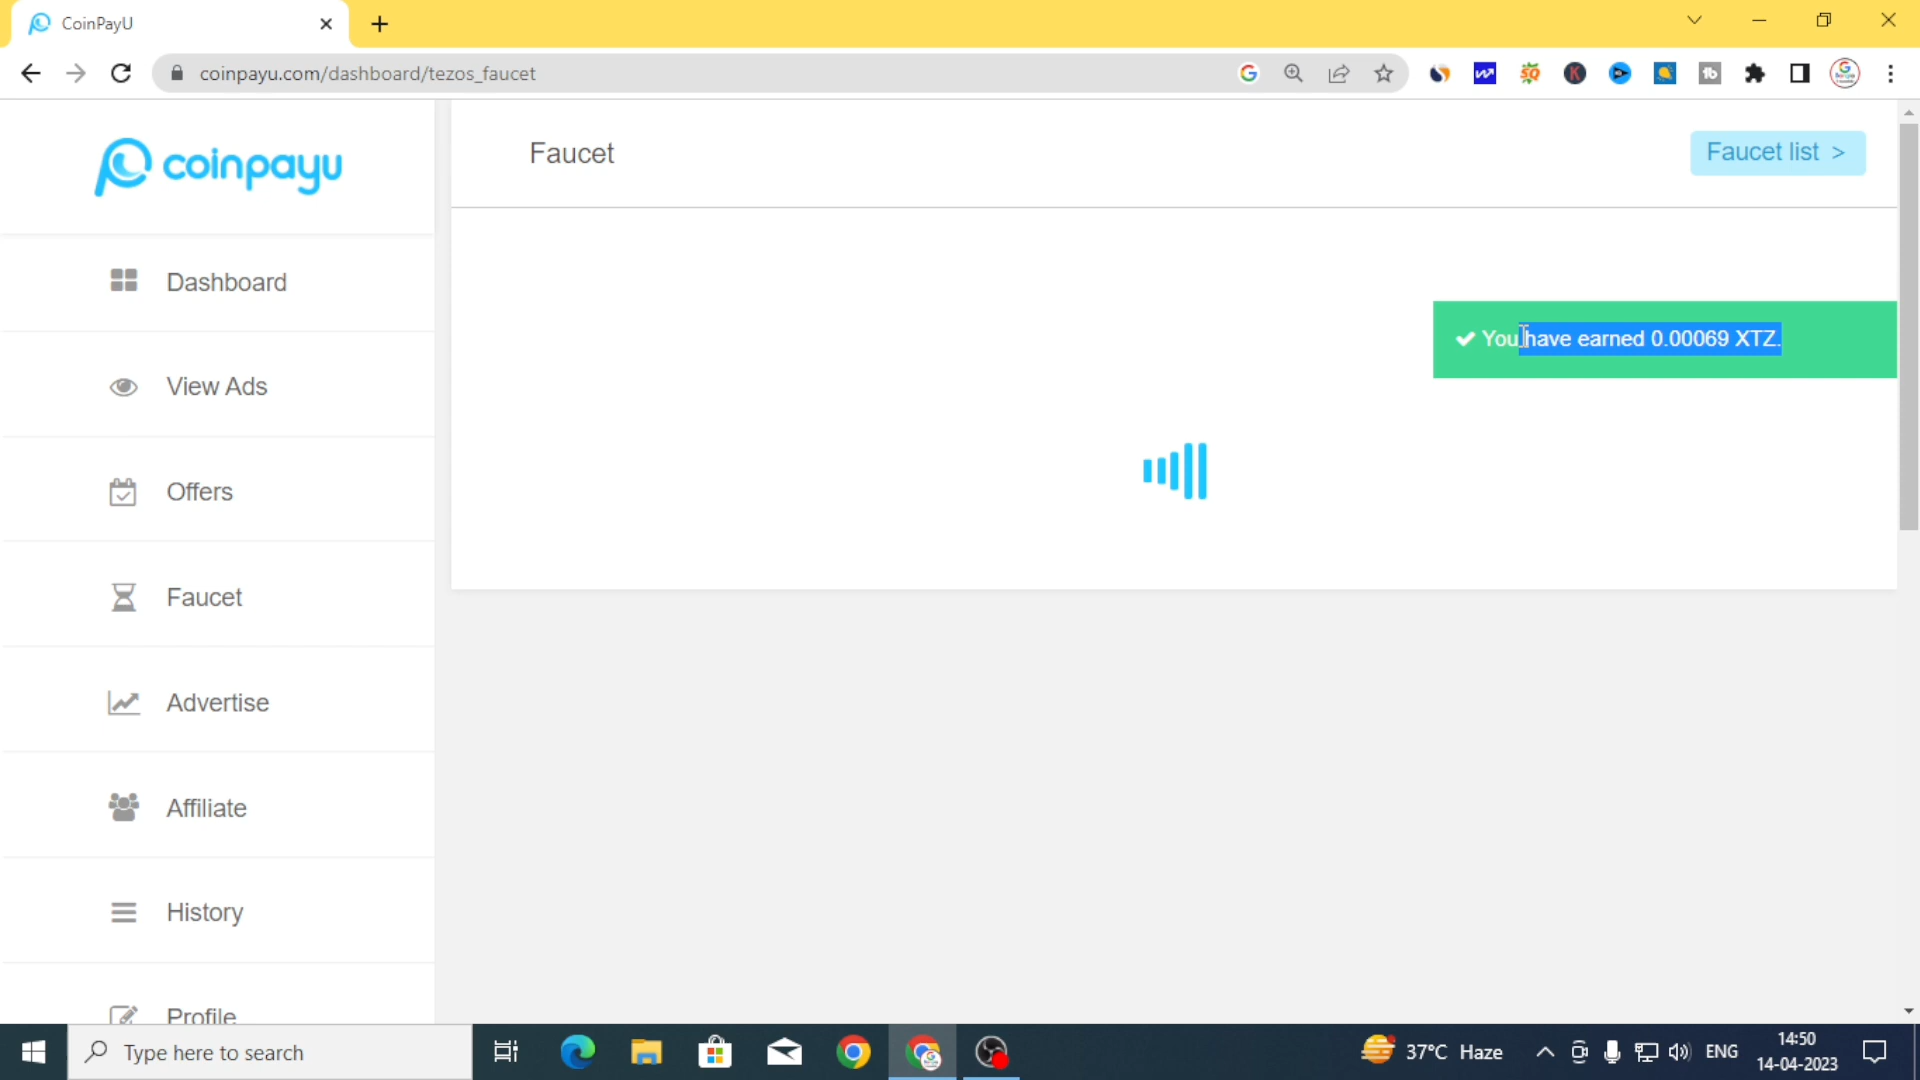 CoinPayU
coinpayu.com/dashboard/tezos_faucet
coinpayu
Faucet
Faucet list >
You have earned 0.00069 XTZ.
Dashboard
View Ads
Offers
Faucet
Advertise
Affiliate
History
Profile
Type here to search
37°C Haze
ENG
14:50
14-04-2023